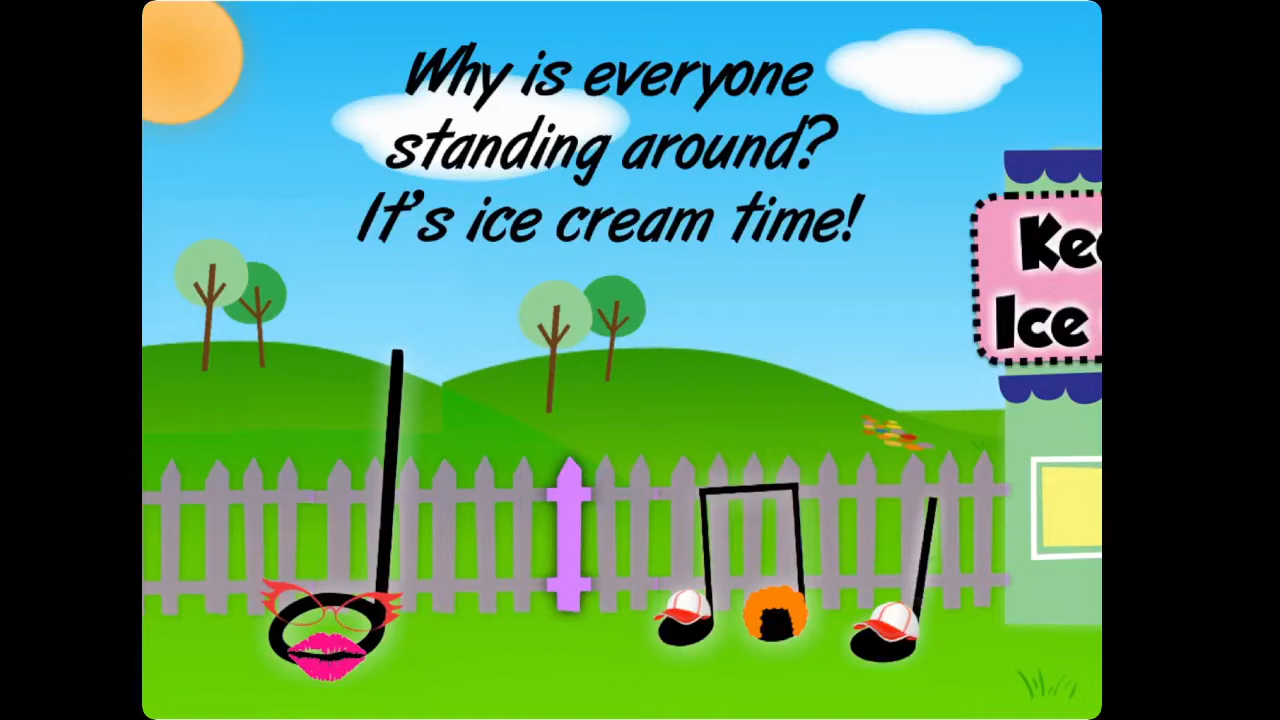 Why is everyone
standing around?
It's ice cream time!
Ice